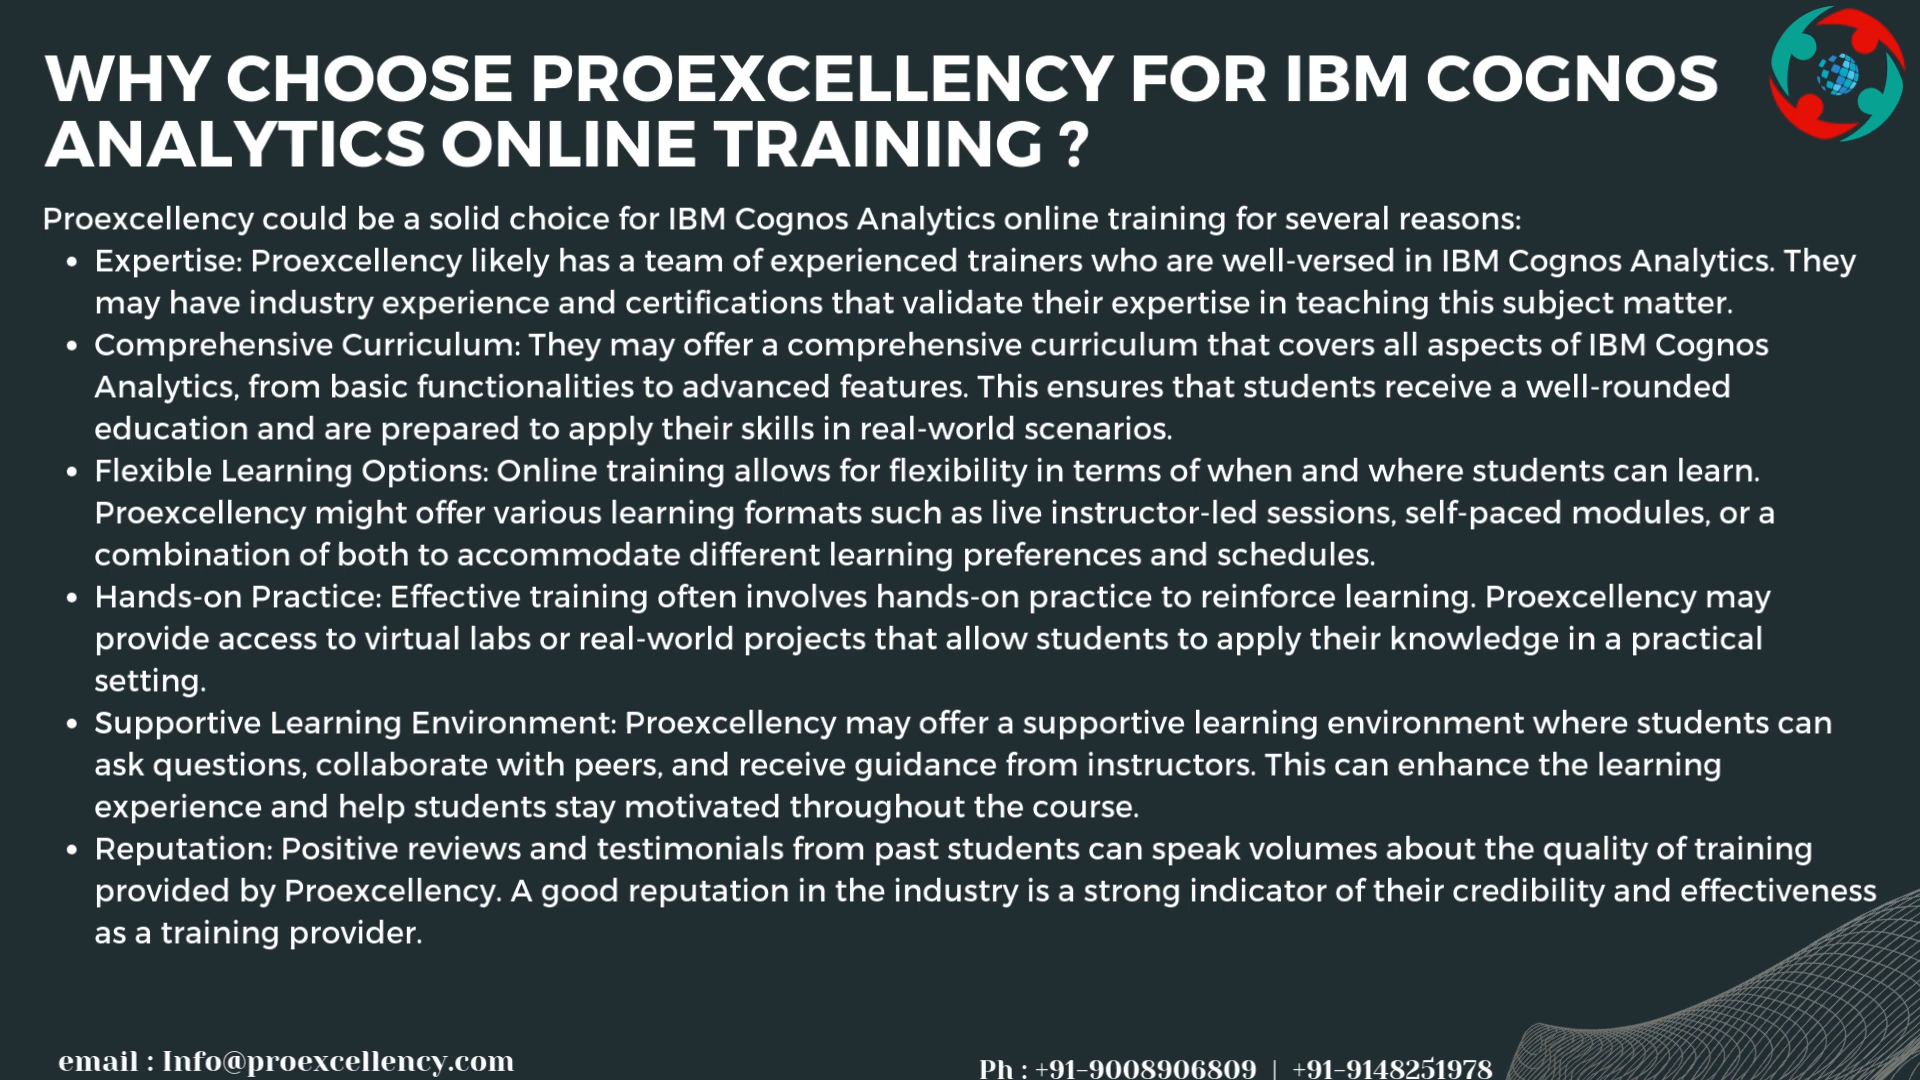 WHY CHOOSE PROEXCELLENCY FOR IBM COGNOS
ANALYTICS ONLINE TRAINING ?
Proexcellency could be a solid choice for IBM Cognos Analytics online training for several reasons:
• Expertise: Proexcellency likely has a team of experienced trainers who are well-versed in IBM Cognos Analytics. They
may have industry experience and certifications that validate their expertise in teaching this subject matter.
• Comprehensive Curriculum: They may offer a comprehensive curriculum that covers all aspects of IBM Cognos
Analytics, from basic functionalities to advanced features. This ensures that students receive a well-rounded
education and are prepared to apply their skills in real-world scenarios.
• Flexible Learning Options: Online training allows for flexibility in terms of when and where students can learn.
Proexcellency might offer various learning formats such as live instructor-led sessions, self-paced modules, or a
combination of both to accommodate different learning preferences and schedules.
• Hands-on Practice: Effective training often involves hands-on practice to reinforce learning. Proexcellency may
provide access to virtual labs or real-world projects that allow students to apply their knowledge in a practical
setting.
• Supportive Learning Environment: Proexcellency may offer a supportive learning environment where students can
ask questions, collaborate with peers, and receive guidance from instructors. This can enhance the learning
experience and help students stay motivated throughout the course.
• Reputation: Positive reviews and testimonials from past students can speak volumes about the quality of training
provided by Proexcellency. A good reputation in the industry is a strong indicator of their credibility and effectiveness
as a training provider.
email : Info@proexcellency.com
Ph : +91-9008906809 | +91-9148251978